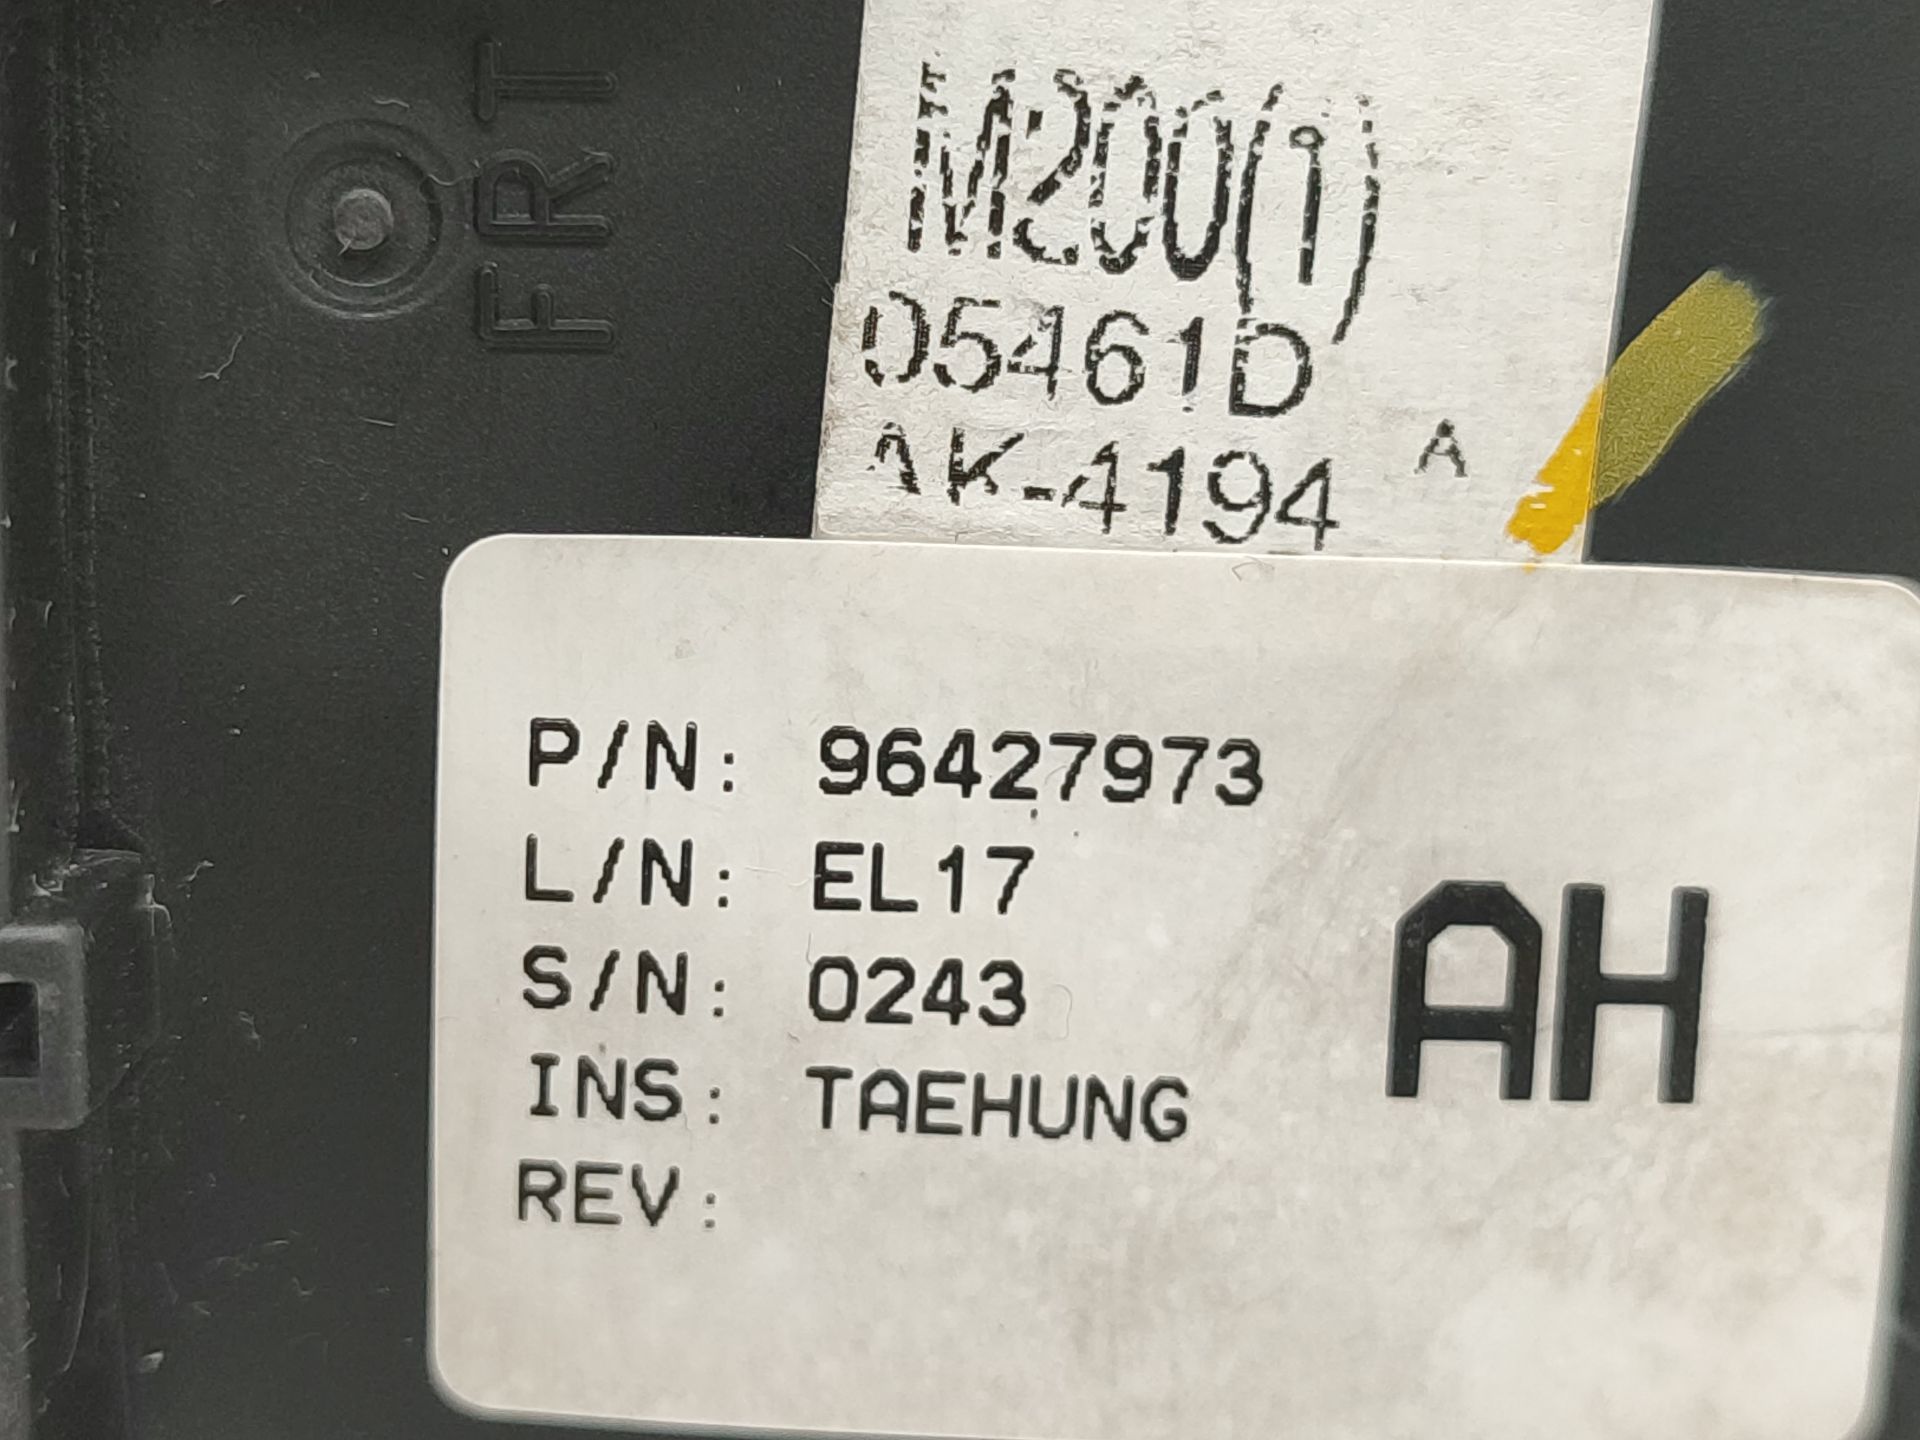 FRT
M200(1)
05461D
AK-4194 A
P/N: 96427973
L/N: EL17
S/N: 0243
INS: TAEHUNG
REV:
AH